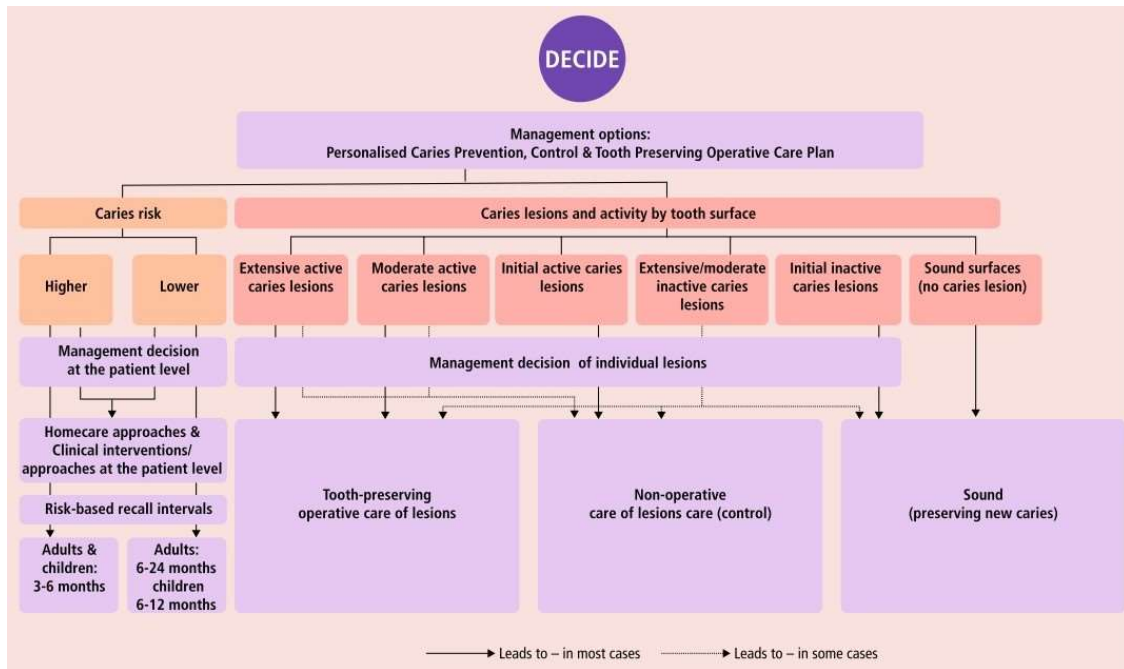 DECIDE
Management options:
Personalised Caries Prevention, Control & Tooth Preserving Operative Care Plan
Caries risk
Caries lesions and activity by tooth surface
Higher
Lower
Extensive active
caries lesions
Moderate active
caries lesions
Initial active caries
lesions
Extensive/moderate
inactive caries
lesions
Initial inactive
caries lesions
Sound surfaces
(no caries lesion)
Management decision
at the patient level
Management decision of individual lesions
Homecare approaches &
Clinical interventions/
approaches at the patient level
Risk-based recall intervals
Adults &
children:
3-6 months
Adults:
6-24 months
children
6-12 months
Tooth-preserving
operative care of lesions
Non-operative
care of lesions care (control)
Sound
(preserving new caries)
Leads to – in most cases
Leads to – in some cases